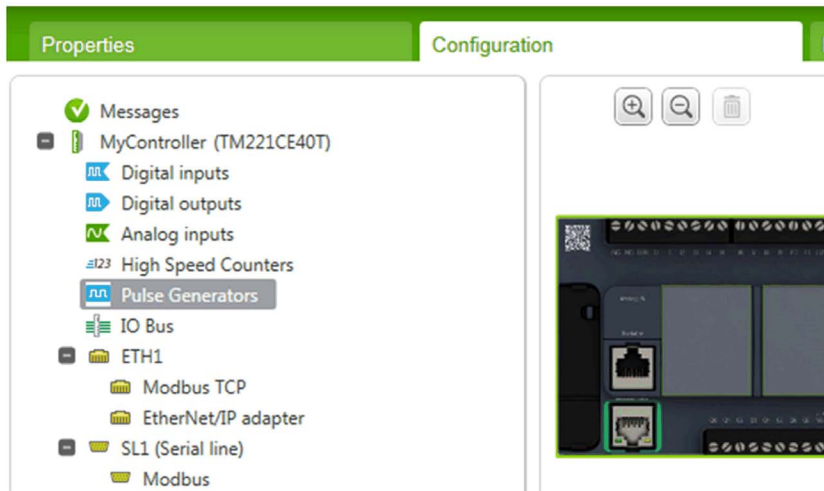 Properties
Configuration
Messages
MyController (TM221CE40T)
Digital inputs
Digital outputs
Analog inputs
123 High Speed Counters
Pulse Generators
IO Bus
ETH1
Modbus TCP
EtherNet/IP adapter
SL1 (Serial line)
Modbus